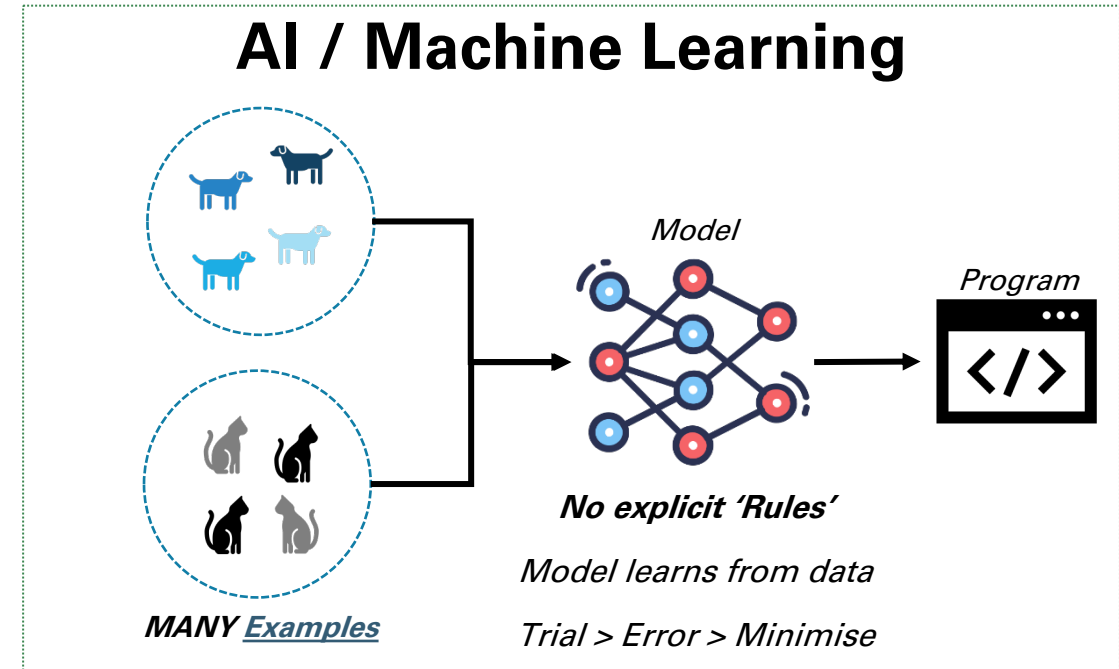 AI / Machine Learning
Model
Program
</>
No explicit ‘Rules’
Model learns from data
MANY Examples
Trial > Error > Minimise